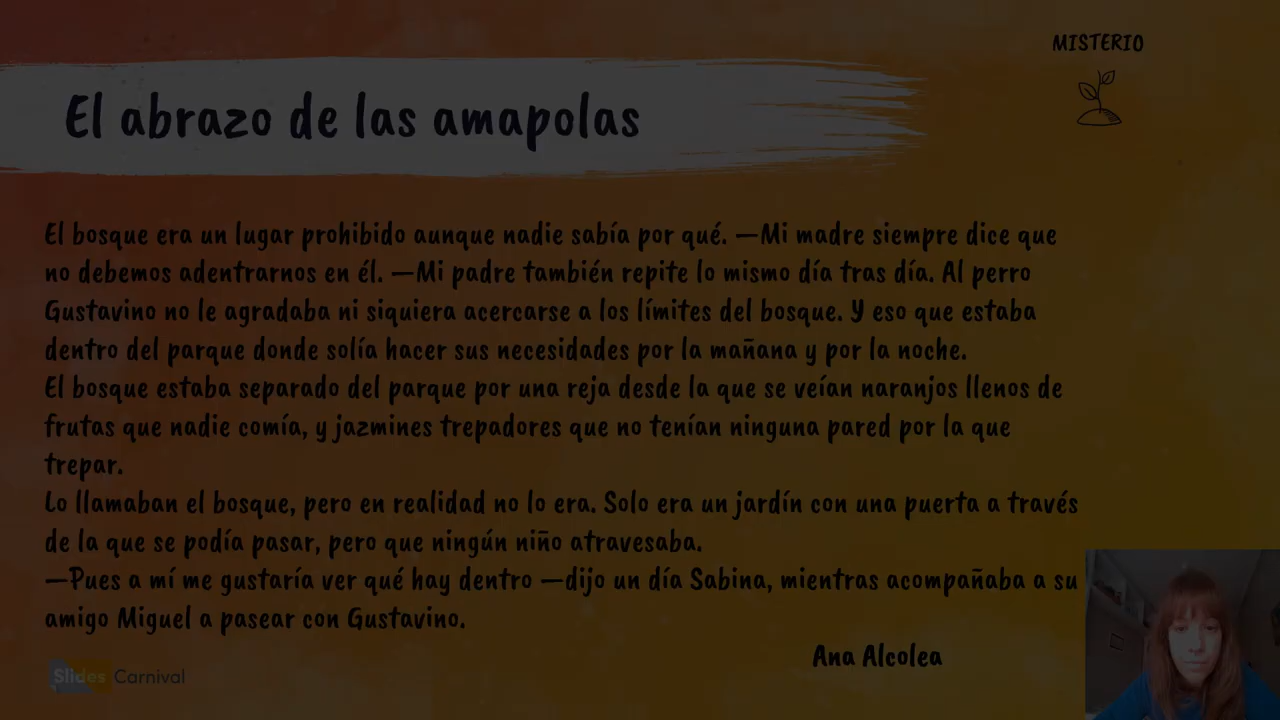 MISTERIO
El abrazo de las amapolas
El bosque era un lugar prohibido aunque nadie sabía por qué. —Mi madre siempre dice que
no debemos adentrarnos en él. —Mi padre también repite lo mismo día tras día. Al perro
Gustavino no le agradaba ni siquiera acercarse a los límites del bosque. Y eso que estaba
dentro del parque donde solía hacer sus necesidades por la mañana y por la noche.
El bosque estaba separado del parque por una reja desde la que se veían naranjos llenos de
frutas que nadie comía, y jazmines trepadores que no tenían ninguna pared por la que
trepar.
Lo llamaban el bosque, pero en realidad no lo era. Solo era un jardín con una puerta a través
de la que se podía pasar, pero que ningún niño atravesaba.
—Pues a mí me gustaría ver qué hay dentro —dijo un día Sabina, mientras acompañaba a su
amigo Miguel a pasear con Gustavino.
Ana Alcolea
Slides Carnival